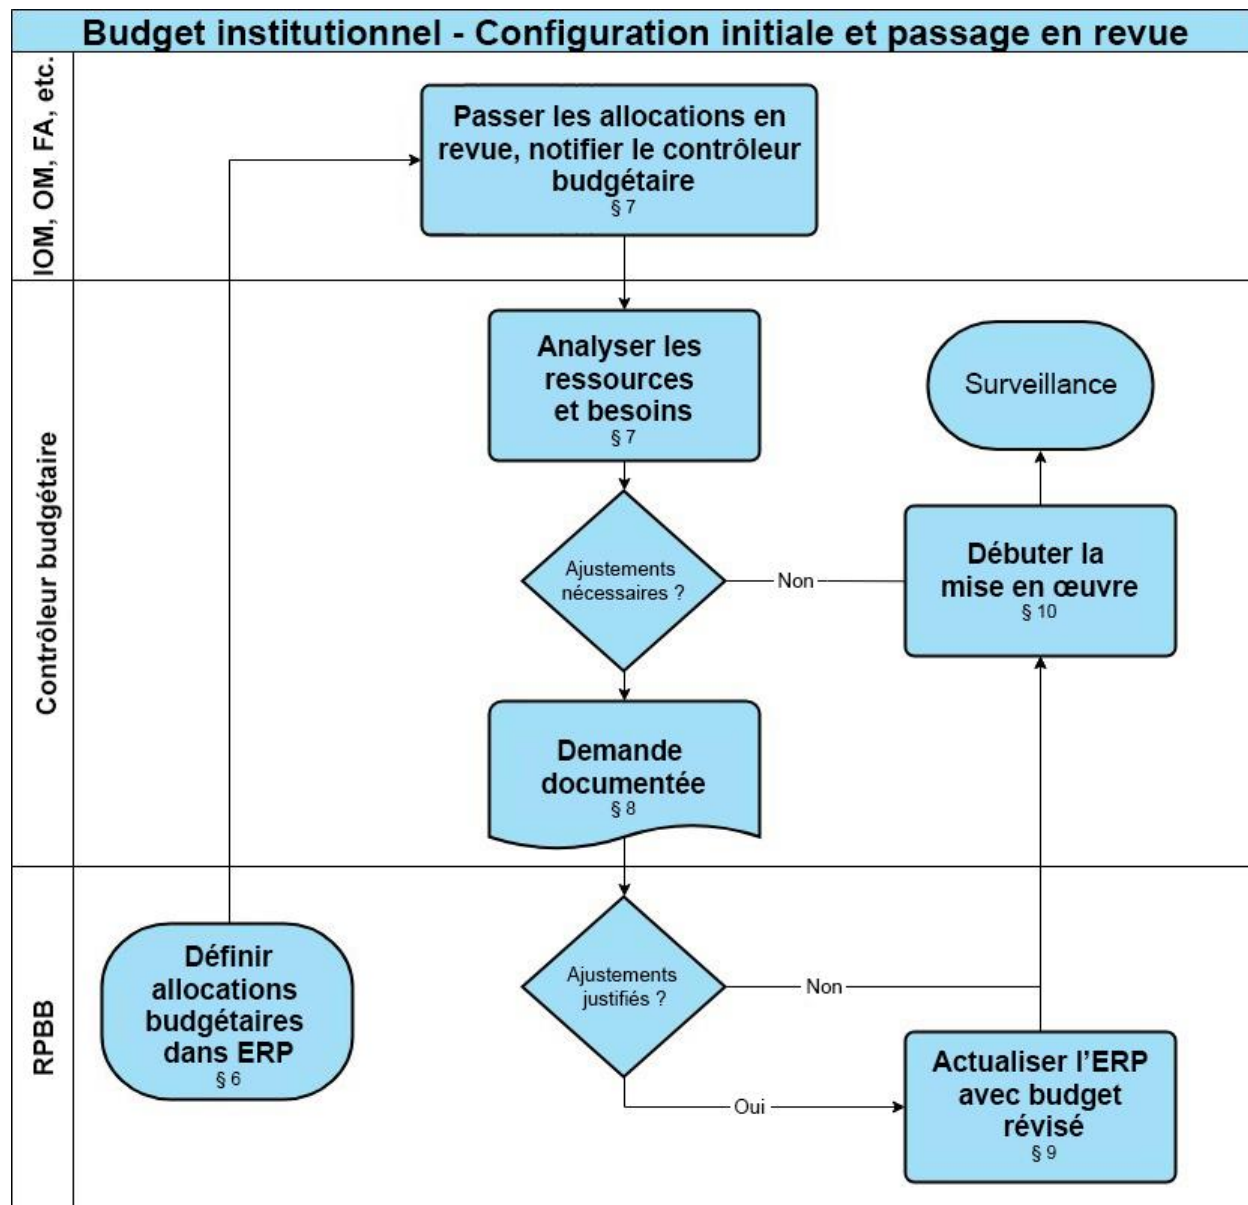 Budget institutionnel - Configuration initiale et passage en revue
IOM, OM, FA, etc.
Passer les allocations en
revue, notifier le contrôleur
budgétaire
§ 7
Contrôleur budgétaire
Analyser les
ressources
et besoins
§ 7
Surveillance
Ajustements
nécessaires ?
Non
Débuter la
mise en œuvre
§ 10
Demande
documentée
§ 8
RPBB
Définir
allocations
budgétaires
dans ERP
§ 6
Ajustements
justifiés ?
Non
Oui
Actualiser l’ERP
avec budget
révisé
§ 9